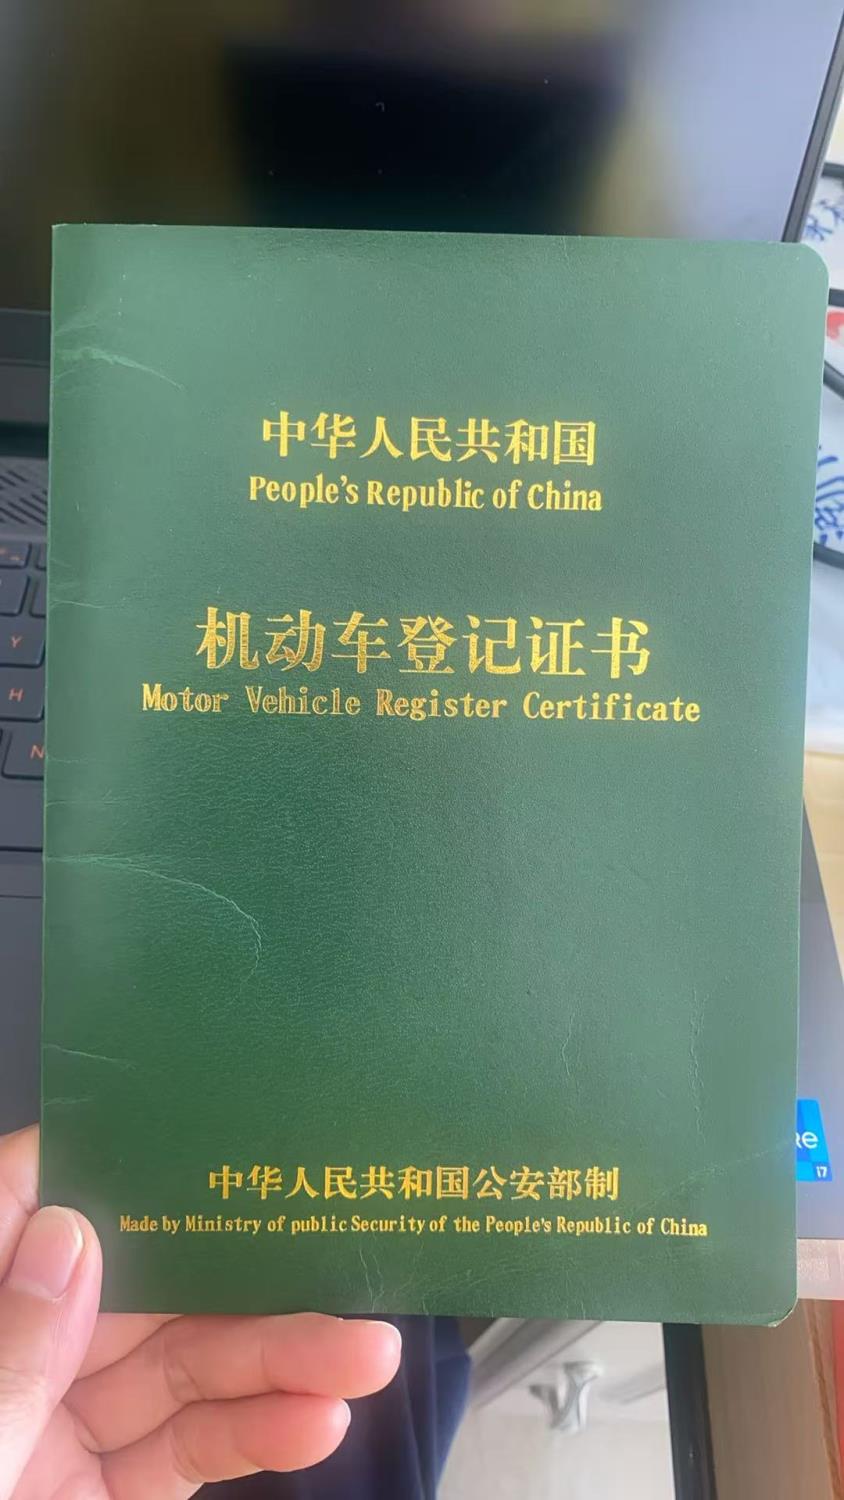 中华人民共和国
People's Republic of China
机动车登记证书
Motor Vehicle Register Certificate
中华人民共和国公安部制
Made by Ministry of public Security of the People's Republic of China
Y
H
N
i7